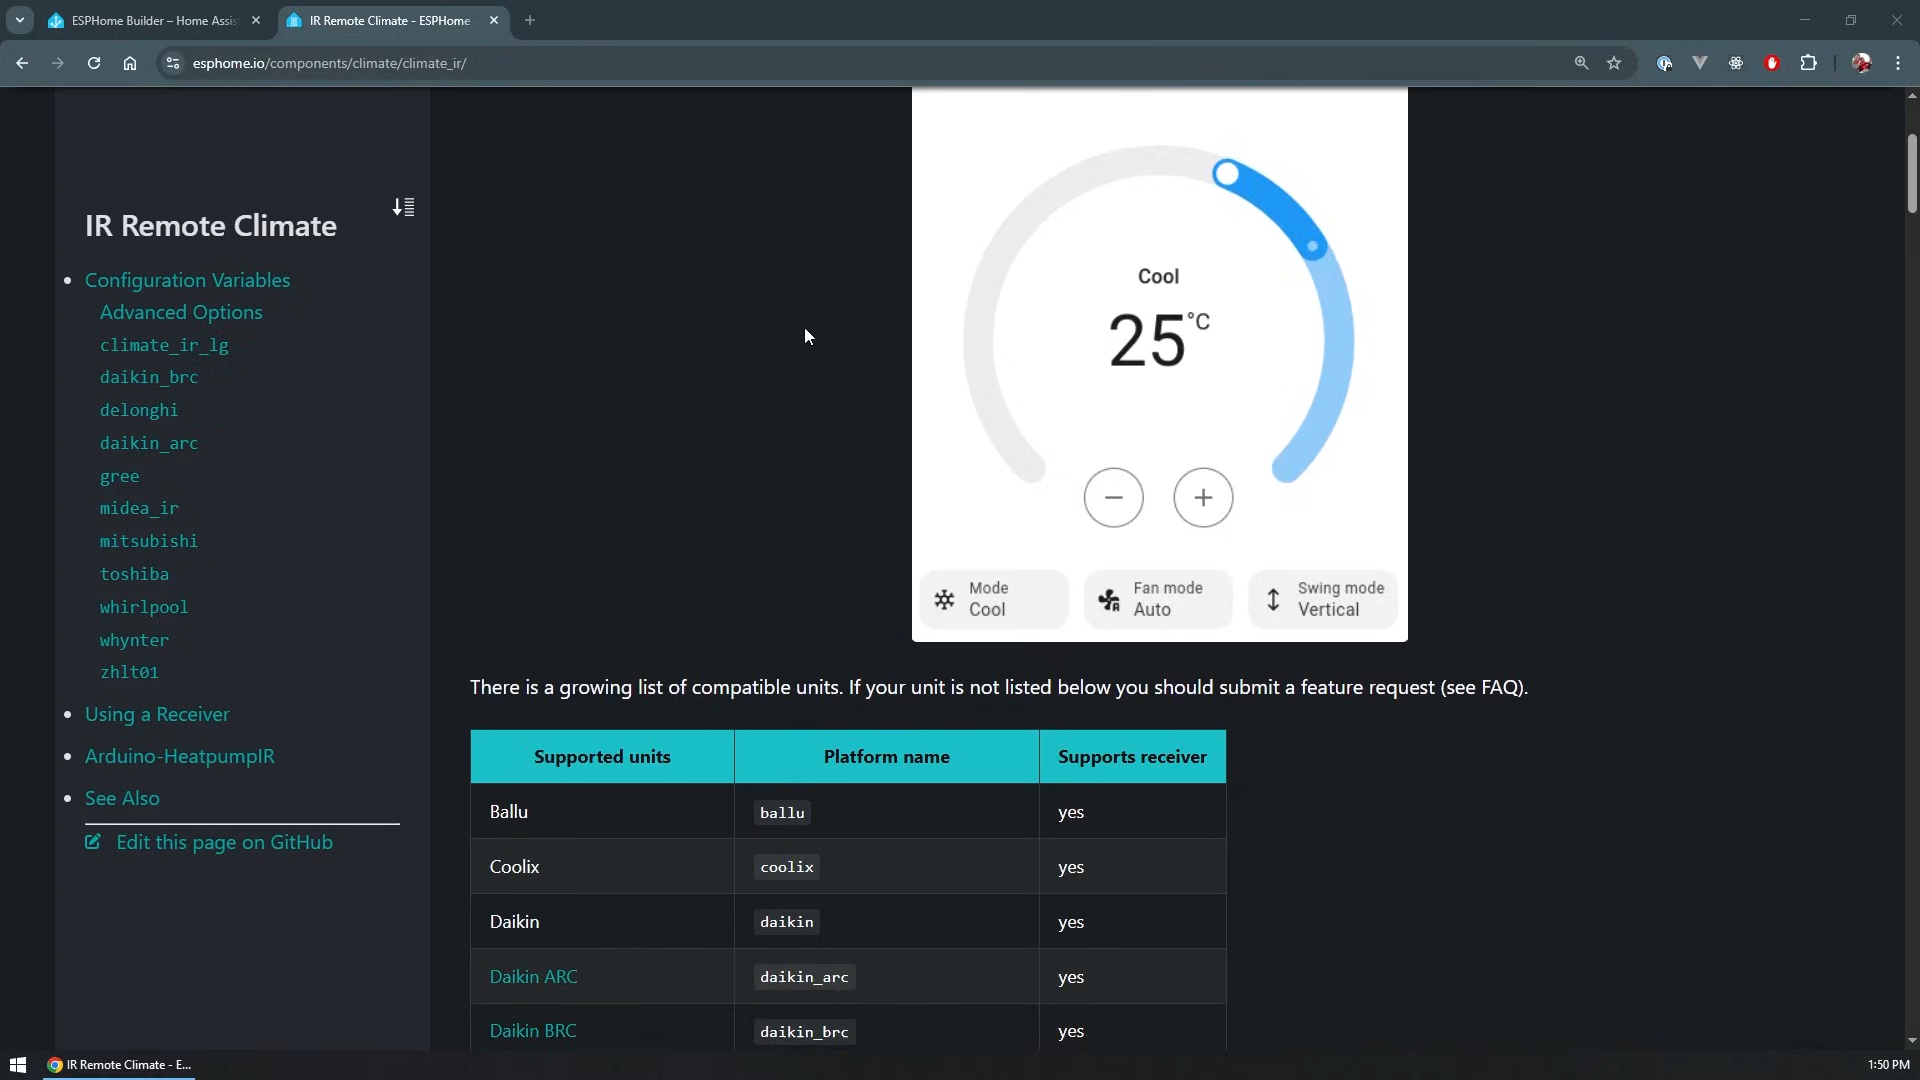 ESPHome Builder – Home Assis
IR Remote Climate - ESPHome
esphome.io/components/climate/climate_ir/
IR Remote Climate
Configuration Variables
Advanced Options
climate_ir_lg
daikin_brc
delonghi
daikin_arc
gree
midea_ir
mitsubishi
toshiba
whirlpool
whynter
zhlt01
Using a Receiver
Arduino-HeatpumpIR
See Also
Edit this page on GitHub
Cool
25 °C
Mode
Cool
Fan mode
Auto
Swing mode
Vertical
There is a growing list of compatible units. If your unit is not listed below you should submit a feature request (see FAQ).
Supported units Platform name Supports receiver
Ballu ballu yes
Coolix coolix yes
Daikin daikin yes
Daikin ARC daikin_arc yes
Daikin BRC daikin_brc yes
IR Remote Climate - E...
1:50 PM